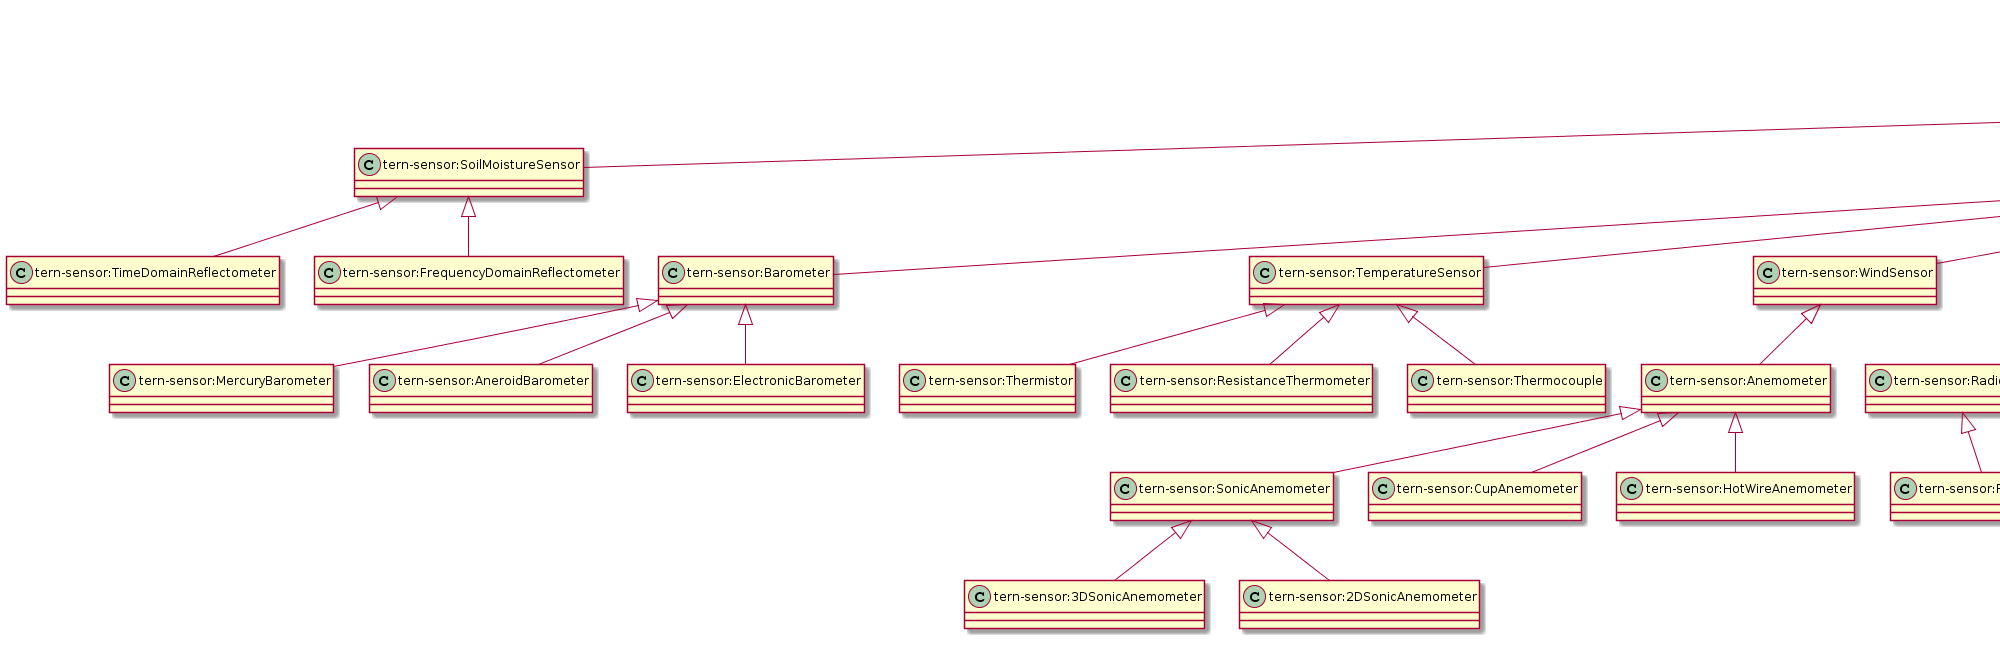 C tern-sensor:SoilMoistureSensor
C tern-sensor:TimeDomainReflectometer
C tern-sensor:FrequencyDomainReflectometer
C tern-sensor:Barometer
C tern-sensor:TemperatureSensor
C tern-sensor:WindSensor
C tern-sensor:MercuryBarometer
C tern-sensor:AneroidBarometer
C tern-sensor:ElectronicBarometer
C tern-sensor:Thermistor
C tern-sensor:ResistanceThermometer
C tern-sensor:Thermocouple
C tern-sensor:Anemometer
C tern-sensor:Radi
C tern-sensor:SonicAnemometer
C tern-sensor:CupAnemometer
C tern-sensor:HotWireAnemometer
C tern-sensor:
C tern-sensor:3DSonicAnemometer
C tern-sensor:2DSonicAnemometer